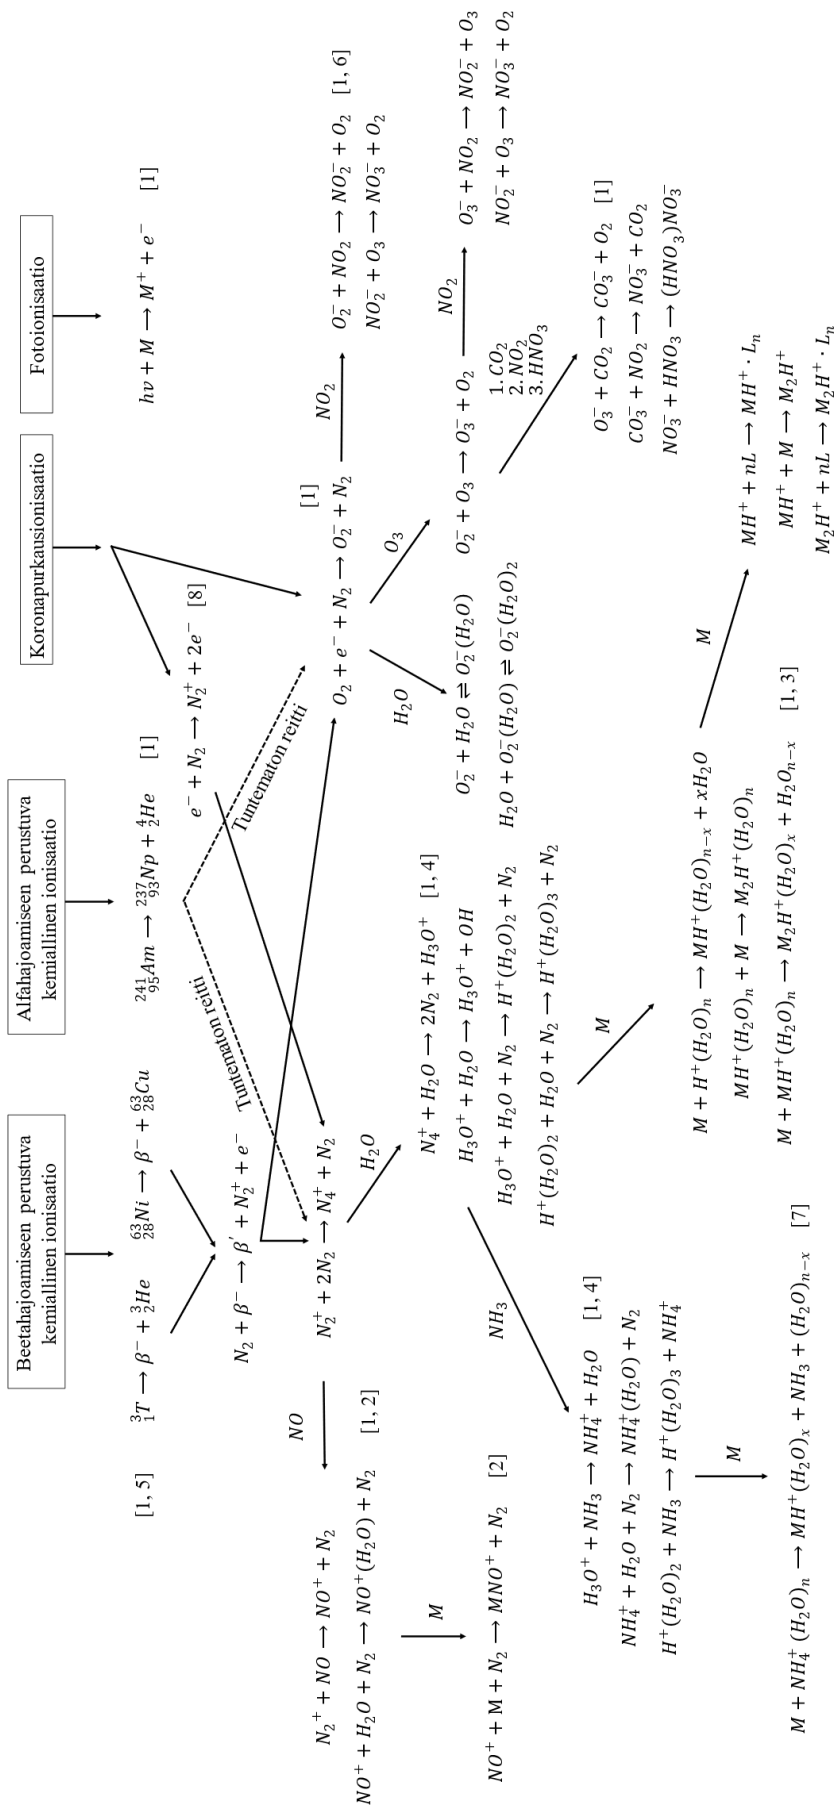 Beetahajoamiseen perustuva
kemiallinen ionisaatio
Alfahajoamiseen perustuva
kemiallinen ionisaatio
Koronapurkausionisaatio
Fotoionisaatio
[1, 5]
³₁T → β⁻ + ³₂He
⁶³₂₈Ni → β⁻ + ⁶³₂₈Cu
²⁴¹₉₅Am → ²³⁷₉₃Np + ⁴₂He [1]
hν + M → M⁺ + e⁻ [1]
e⁻ + N₂ → N₂⁺ + 2e⁻ [8]
N₂ + β⁻ → β′ + N₂⁺ + e⁻
Tuntematon reitti
Tuntematon reitti
N₂⁺ + 2N₂ → N₄⁺ + N₂
[1]
O₂ + e⁻ + N₂ → O₂⁻ + N₂
NO₂
O₂⁻ + NO₂ → NO₂⁻ + O₂ [1, 6]
NO₂⁻ + O₃ → NO₃⁻ + O₂
NO
N₂⁺ + NO → NO⁺ + N₂
[1, 2]
NO⁺ + H₂O + N₂ → NO⁺(H₂O) + N₂
M
NO⁺ + M + N₂ → MNO⁺ + N₂ [2]
H₂O
N₄⁺ + H₂O → 2N₂ + H₃O⁺ [1, 4]
H₃O⁺ + H₂O → H₃O⁺ + OH
H₃O⁺ + H₂O + N₂ → H⁺(H₂O)₂ + N₂
H⁺(H₂O)₂ + H₂O + N₂ → H⁺(H₂O)₃ + N₂
H₂O
O₂⁻ + H₂O ⇌ O₂⁻(H₂O)
H₂O + O₂⁻(H₂O) ⇌ O₂⁻(H₂O)₂
O₃
O₂⁻ + O₃ → O₃⁻ + O₂
NO₂
O₃⁻ + NO₂ → NO₂⁻ + O₃
NO₂⁻ + O₃ → NO₃⁻ + O₂
1. CO₂
2. NO₂
3. HNO₃
O₃⁻ + CO₂ → CO₃⁻ + O₂ [1]
CO₃⁻ + NO₂ → NO₃⁻ + CO₂
NO₃⁻ + HNO₃ → (HNO₃)NO₃⁻
NH₃
H₃O⁺ + NH₃ → NH₄⁺ + H₂O [1, 4]
NH₄⁺ + H₂O + N₂ → NH₄⁺(H₂O) + N₂
H⁺(H₂O)₂ + NH₃ → H⁺(H₂O)₃ + NH₄⁺
M
M + NH₄⁺(H₂O)ₙ → MH⁺(H₂O)ₓ + NH₃ + (H₂O)ₙ₋ₓ [7]
M
M + H⁺(H₂O)ₙ → MH⁺(H₂O)ₙ₋ₓ + xH₂O
MH⁺(H₂O)ₙ + M → M₂H⁺(H₂O)ₙ
M + MH⁺(H₂O)ₙ → M₂H⁺(H₂O)ₓ + H₂Oₙ₋ₓ [1, 3]
M
MH⁺ + nL → MH⁺ · Lₙ
MH⁺ + M → M₂H⁺
M₂H⁺ + nL → M₂H⁺ · Lₙ